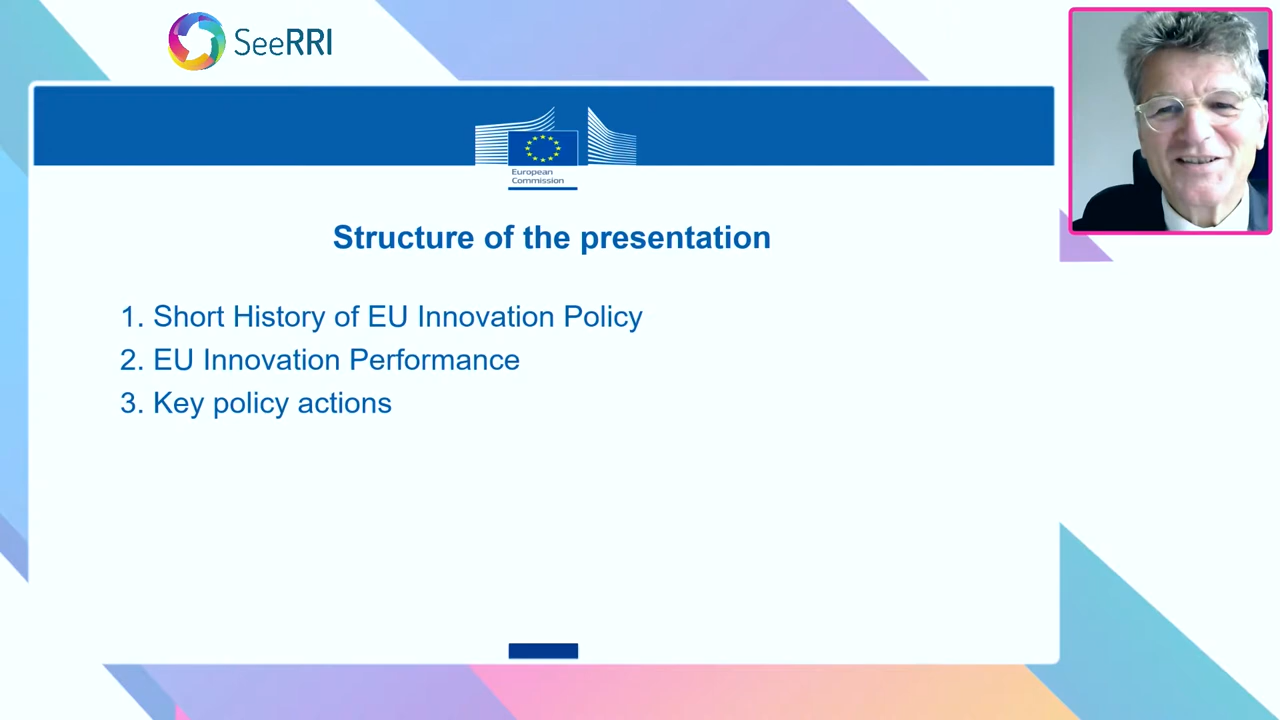 SeeRRI
European
Commission
Structure of the presentation
1. Short History of EU Innovation Policy
2. EU Innovation Performance
3. Key policy actions